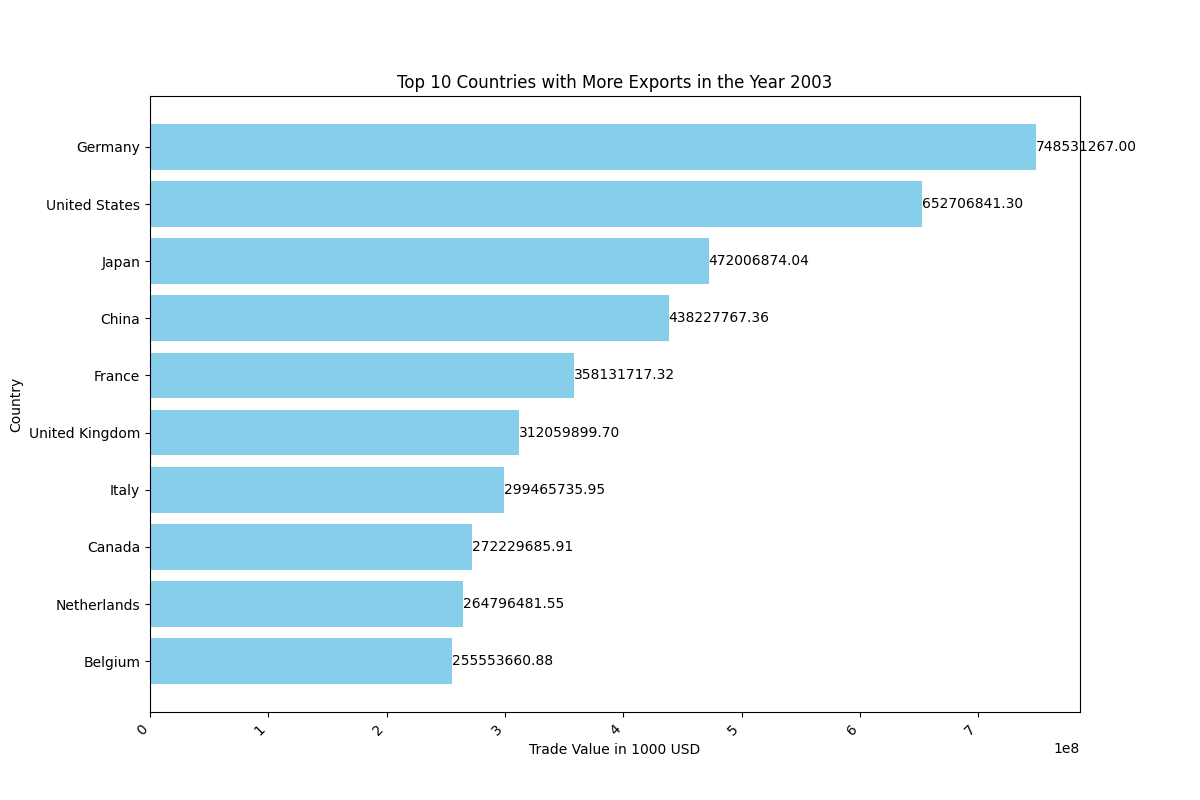 Top 10 Countries with More Exports in the Year 2003
Country
Germany 748531267.00
United States 652706841.30
Japan 472006874.04
China 438227767.36
France 358131717.32
United Kingdom 312059899.70
Italy 299465735.95
Canada 272229685.91
Netherlands 264796481.55
Belgium 255553660.88
0 1 2 3 4 5 6 7
Trade Value in 1000 USD
1e8